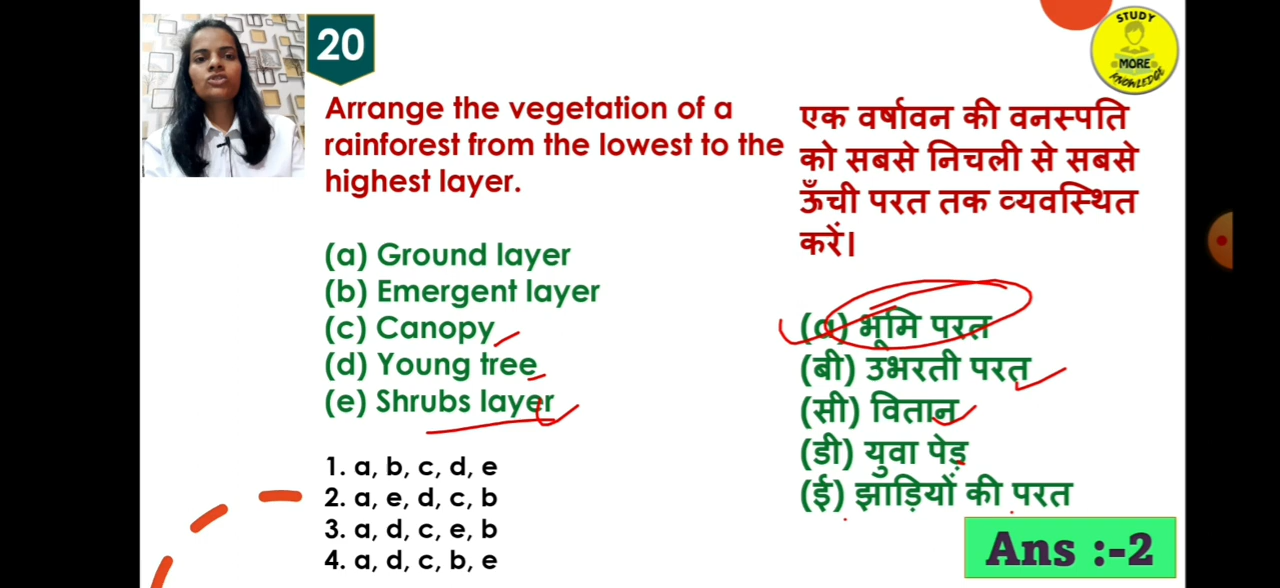 20
STUDY
MORE
KNOWLEDGE
Arrange the vegetation of a
rainforest from the lowest to the
highest layer.
(a) Ground layer
(b) Emergent layer
(c) Canopy
(d) Young tree
(e) Shrubs layer
1. a, b, c, d, e
2. a, e, d, c, b
3. a, d, c, e, b
4. a, d, c, b, e
एक वर्षावन की वनस्पति
को सबसे निचली से सबसे
ऊँची परत तक व्यवस्थित
करें।
(a) भूमि परत
(बी) उभरती परत
(सी) वितान
(डी) युवा पेड़
(ई) झाड़ियों की परत
Ans :-2